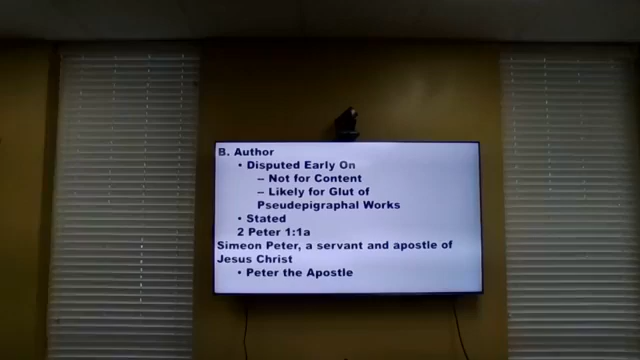 B. Author
• Disputed Early On
– Not for Content
– Likely for Glut of
Pseudepigraphal Works
• Stated
2 Peter 1:1a
Simeon Peter, a servant and apostle of
Jesus Christ
• Peter the Apostle